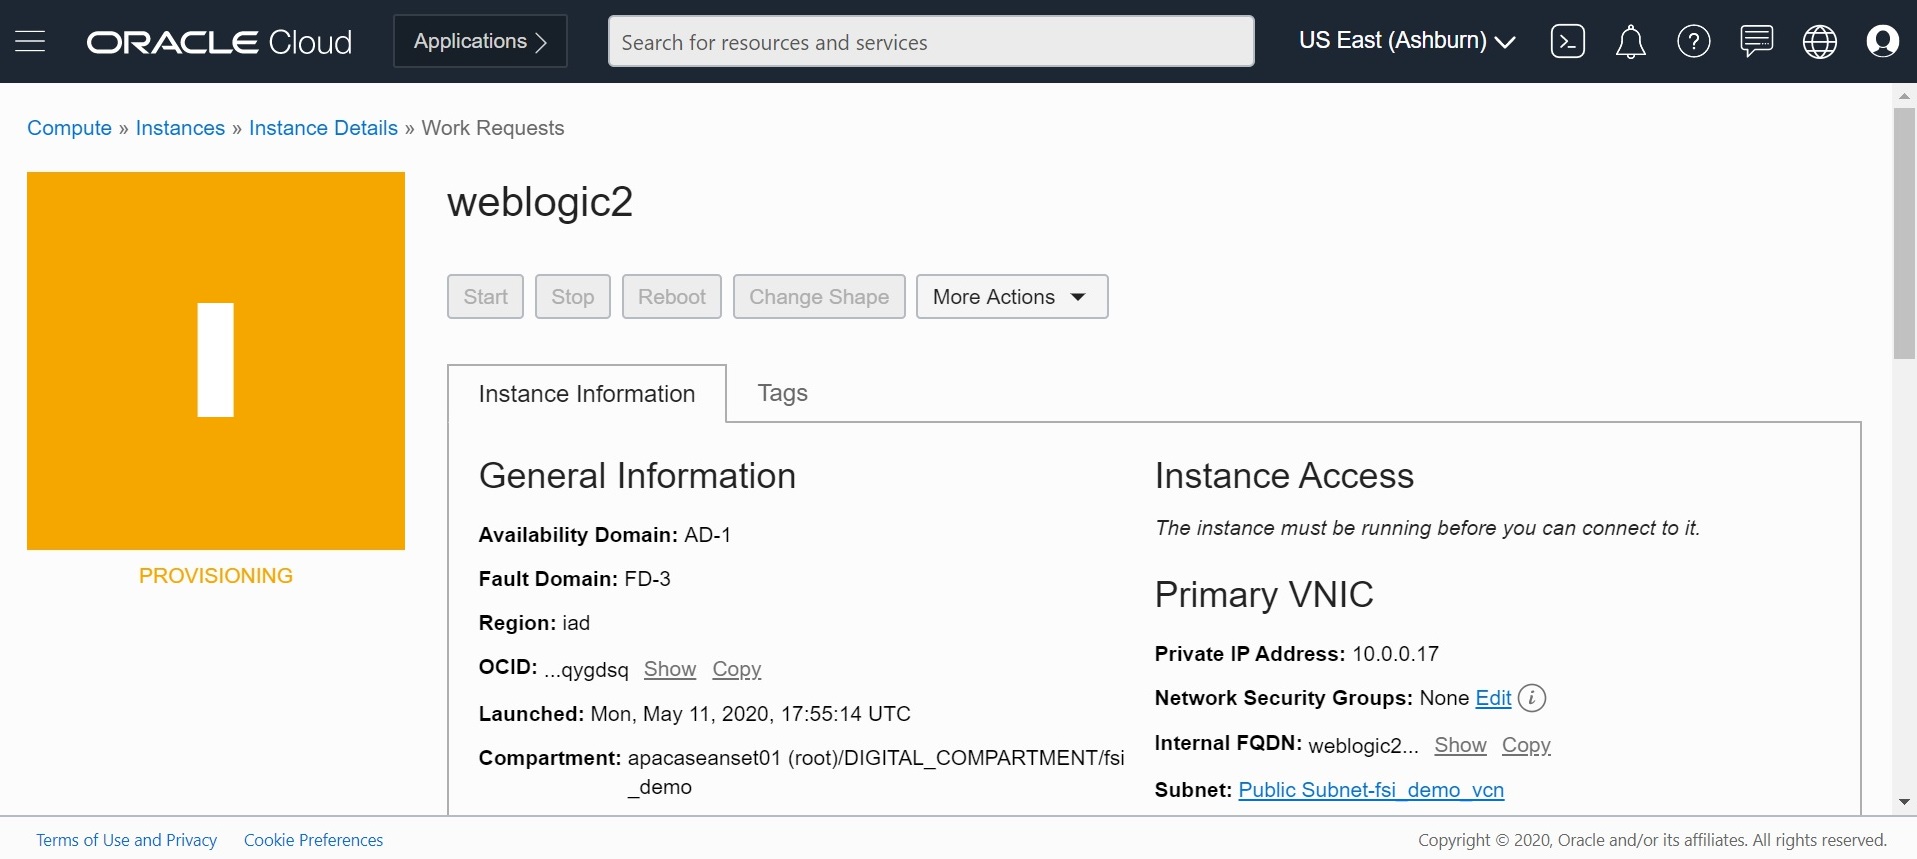 ORACLE Cloud
Applications
Search for resources and services
US East (Ashburn)
Compute » Instances » Instance Details » Work Requests
I
PROVISIONING
weblogic2
Start
Stop
Reboot
Change Shape
More Actions
Instance Information
Tags
General Information
Availability Domain: AD-1
Fault Domain: FD-3
Region: iad
OCID: ...qygdsq Show Copy
Launched: Mon, May 11, 2020, 17:55:14 UTC
Compartment: apacaseanset01 (root)/DIGITAL_COMPARTMENT/fsi
_demo
Instance Access
The instance must be running before you can connect to it.
Primary VNIC
Private IP Address: 10.0.0.17
Network Security Groups: None Edit
Internal FQDN: weblogic2... Show Copy
Subnet: Public Subnet-fsi_demo_vcn
Terms of Use and Privacy
Cookie Preferences
Copyright © 2020, Oracle and/or its affiliates. All rights reserved.